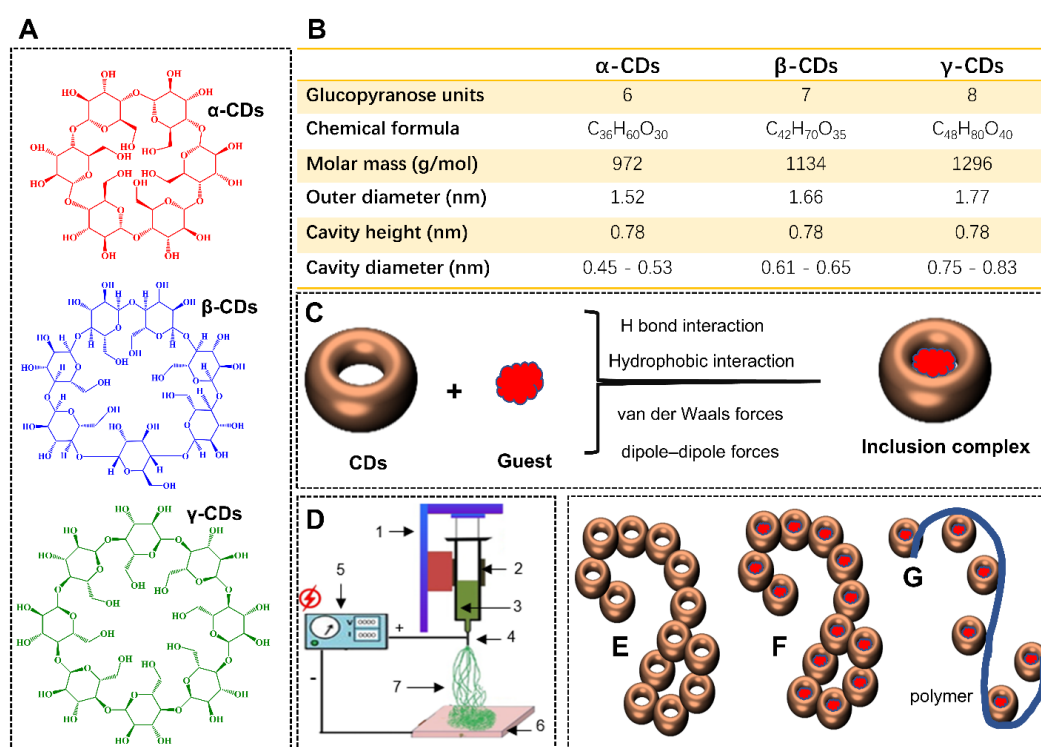 A
α-CDs
β-CDs
γ-CDs
B
α-CDs β-CDs γ-CDs
Glucopyranose units 6 7 8
Chemical formula C₃₆H₆₀O₃₀ C₄₂H₇₀O₃₅ C₄₈H₈₀O₄₀
Molar mass (g/mol) 972 1134 1296
Outer diameter (nm) 1.52 1.66 1.77
Cavity height (nm) 0.78 0.78 0.78
Cavity diameter (nm) 0.45 - 0.53 0.61 - 0.65 0.75 - 0.83
C
H bond interaction
Hydrophobic interaction
+
van der Waals forces
dipole–dipole forces
CDs
Guest
Inclusion complex
D
1
2
3
4
5
V
I
+
-
6
7
E
F
G
polymer